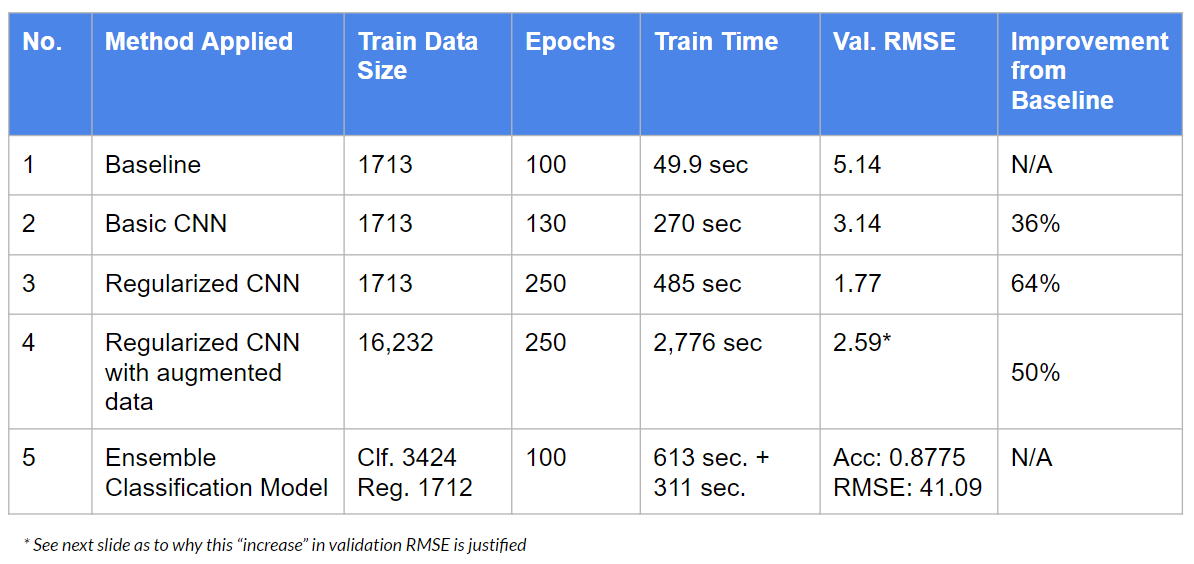 No. Method Applied Train Data Size Epochs Train Time Val. RMSE Improvement from Baseline
1 Baseline 1713 100 49.9 sec 5.14 N/A
2 Basic CNN 1713 130 270 sec 3.14 36%
3 Regularized CNN 1713 250 485 sec 1.77 64%
4 Regularized CNN with augmented data 16,232 250 2,776 sec 2.59* 50%
5 Ensemble Classification Model Clf. 3424 Reg. 1712 100 613 sec. + 311 sec. Acc: 0.8775 RMSE: 41.09 N/A
* See next slide as to why this “increase” in validation RMSE is justified